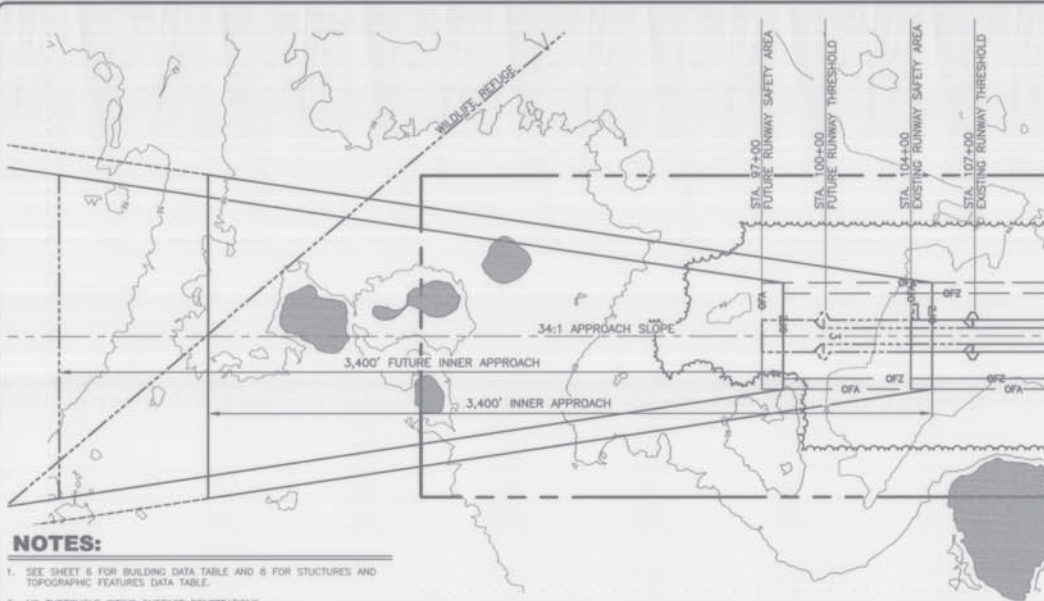 STA. 97+00
FUTURE RUNWAY SAFETY AREA
STA. 100+00
FUTURE RUNWAY THRESHOLD
STA. 104+00
EXISTING RUNWAY SAFETY AREA
STA. 107+00
EXISTING RUNWAY THRESHOLD
WILDLIFE REFUGE
OFZ
OFA
34:1 APPROACH SLOPE
3,400' FUTURE INNER APPROACH
3,400' INNER APPROACH
OFZ
OFZ
OFA
OFA
NOTES:
1. SEE SHEET 6 FOR BUILDING DATA TABLE AND 8 FOR STUCTURES AND
TOPOGRAPHIC FEATURES DATA TABLE.